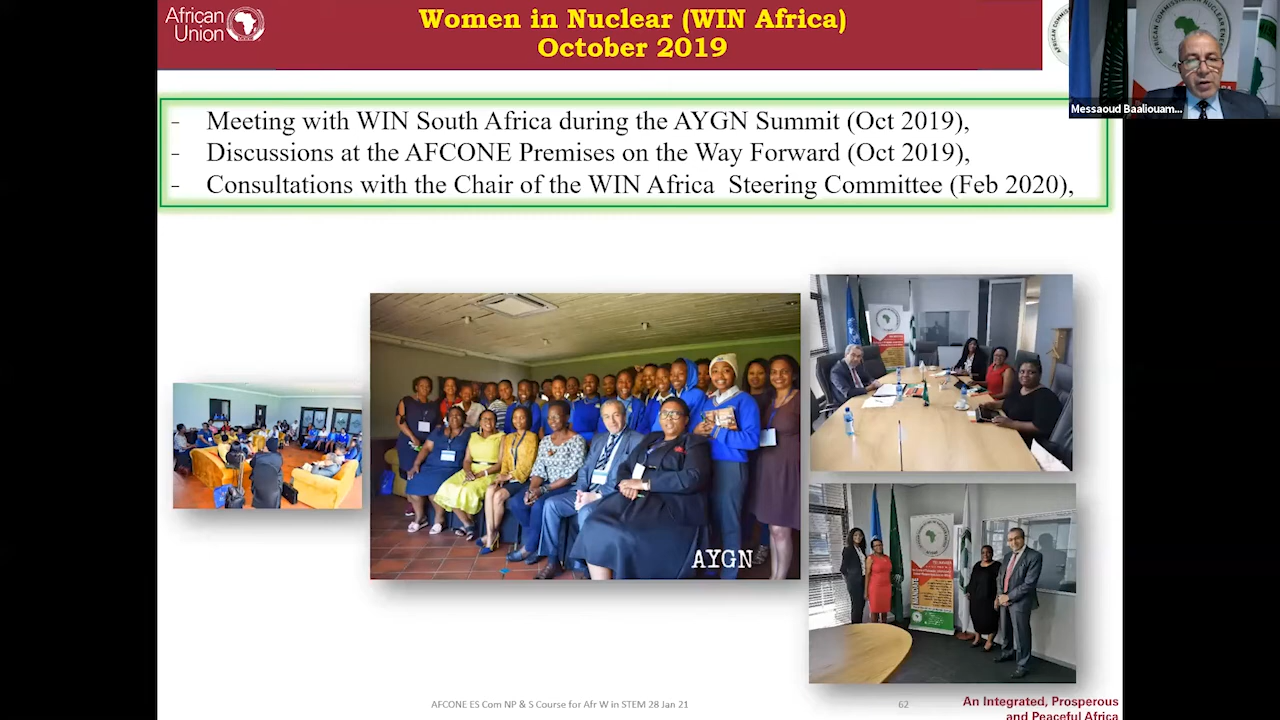 African
Union
Women in Nuclear (WIN Africa)
October 2019
Messaoud Baaliouam...
- Meeting with WIN South Africa during the AYGN Summit (Oct 2019),
- Discussions at the AFCONE Premises on the Way Forward (Oct 2019),
- Consultations with the Chair of the WIN Africa Steering Committee (Feb 2020),
AYGN
MANDATE
AFCONE ES Com NP & S Course for Afr W in STEM 28 Jan 21
62
An Integrated, Prosperous
and Peaceful Africa